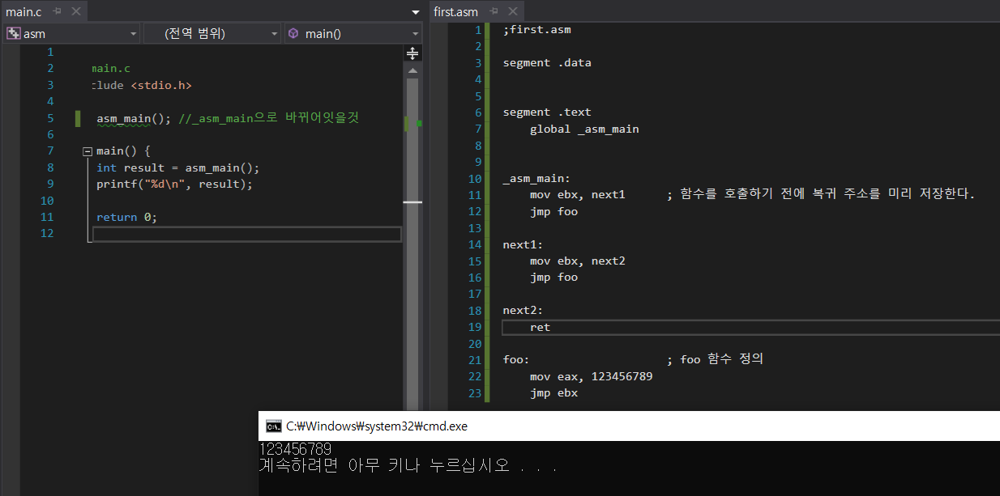 main.c
asm
(전역 범위)
main()
1
2 main.c
3 clude <stdio.h>
4
5 asm_main(); //_asm_main으로 바뀌어잇을것
6
7 main() {
8 int result = asm_main();
9 printf("%d\n", result);
10
11 return 0;
12
first.asm
1 ;first.asm
2
3 segment .data
4
5
6 segment .text
7 global _asm_main
8
9
10 _asm_main:
11 mov ebx, next1 ; 함수를 호출하기 전에 복귀 주소를 미리 저장한다.
12 jmp foo
13
14 next1:
15 mov ebx, next2
16 jmp foo
17
18 next2:
19 ret
20
21 foo: ; foo 함수 정의
22 mov eax, 123456789
23 jmp ebx
C:\Windows\system32\cmd.exe
123456789
계속하려면 아무 키나 누르십시오 . . .